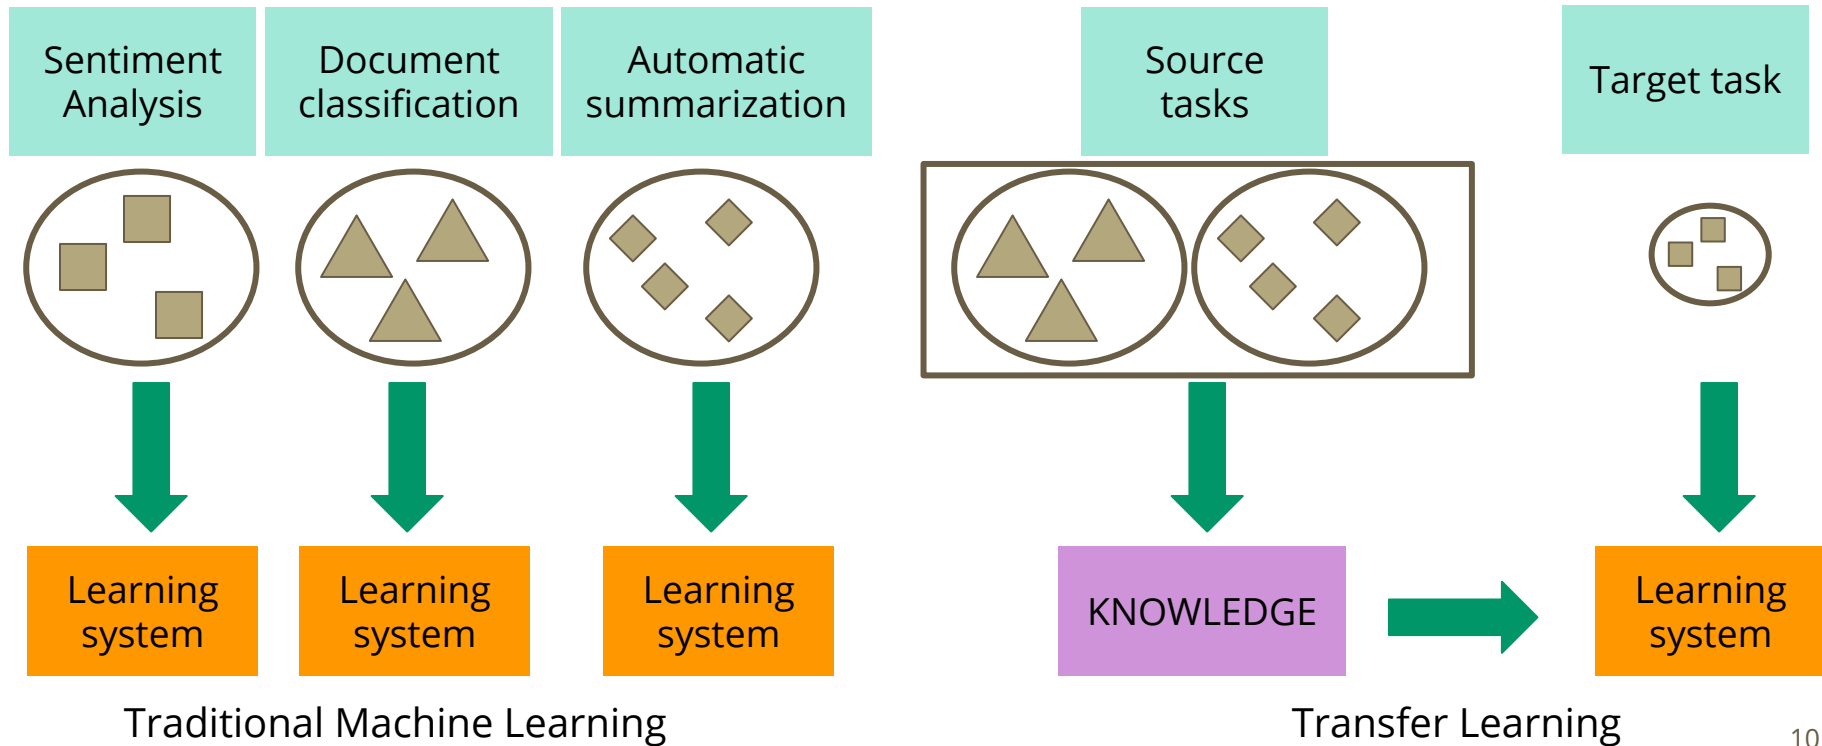 Sentiment
Analysis
Document
classification
Automatic
summarization
Source
tasks
Target task
Learning
system
Learning
system
Learning
system
KNOWLEDGE
Learning
system
Traditional Machine Learning
Transfer Learning
10